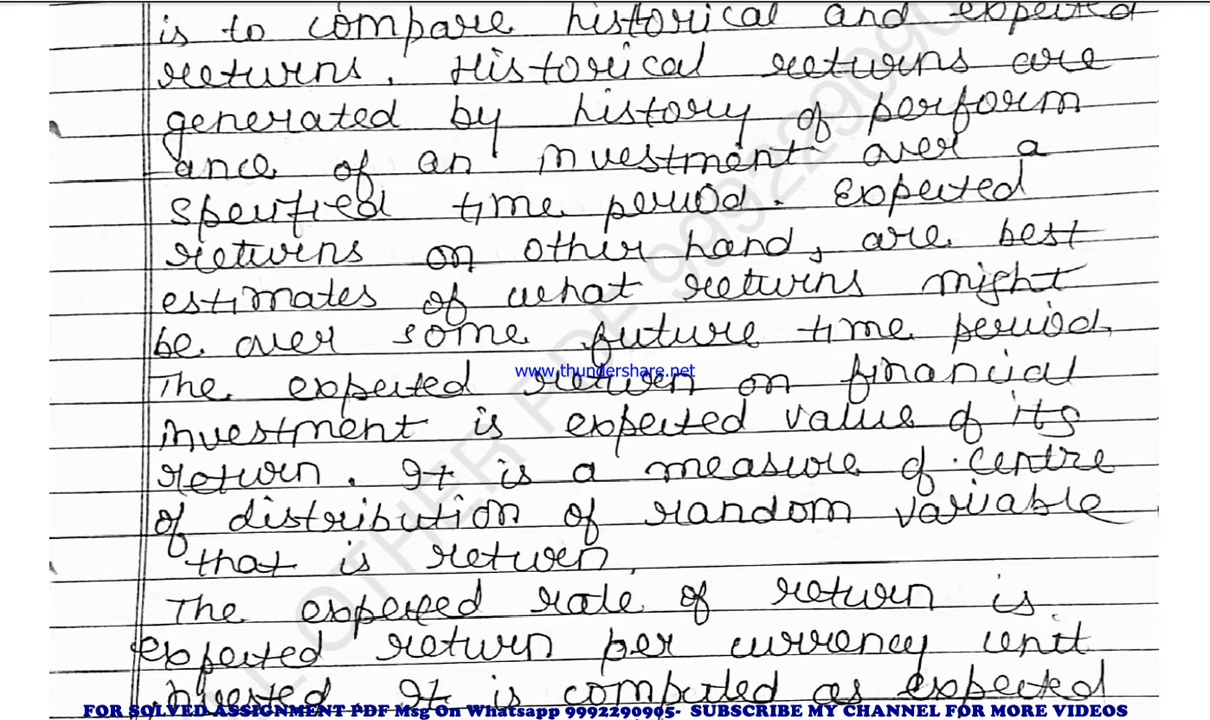 is to compare historical and expected
returns. Historical returns are
generated by history of perform
ance of an investment over a
specified time period. Expected
returns on other hand, are best
estimates of what returns might
be over some future time period.
www.thundershare.net
The expected return on financial
investment is expected value of its
return. It is a measure of centre
of distribution of random variable
that is return.
The expected rate of return is
expected return per currency unit
invested. It is computed as expected
FOR SOLVED ASSIGNMENT PDF Msg On Whatsapp 9992290905- SUBSCRIBE MY CHANNEL FOR MORE VIDEOS